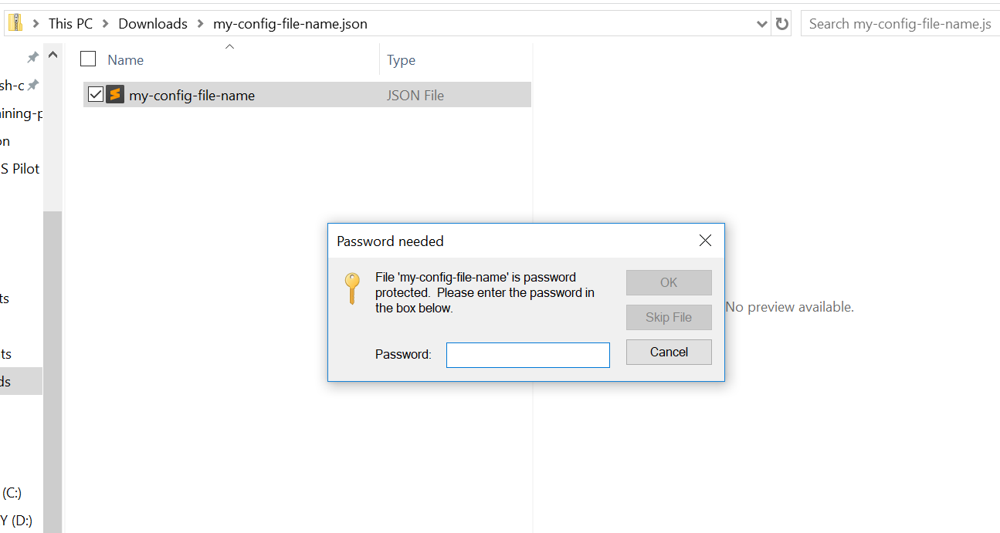 This PC > Downloads > my-config-file-name.json
Search my-config-file-name.js
Name
Type
sh-c
ining-p
on
S Pilot
my-config-file-name
JSON File
Password needed
File 'my-config-file-name' is password
protected. Please enter the password in
the box below.
OK
Skip File
Cancel
Password:
No preview available.
ts
ts
ds
(C:)
Y (D:)